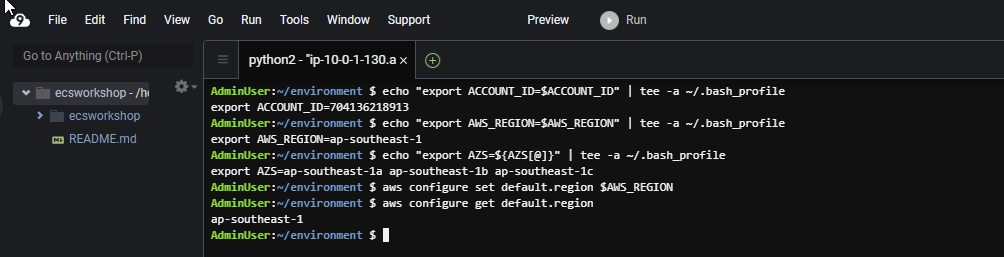 File Edit Find View Go Run Tools Window Support Preview Run
Go to Anything (Ctrl-P)
python2 - "ip-10-0-1-130.a ×
ecsworkshop - /he
ecsworkshop
README.md
AdminUser:~/environment $ echo "export ACCOUNT_ID=$ACCOUNT_ID" | tee -a ~/.bash_profile
export ACCOUNT_ID=704136218913
AdminUser:~/environment $ echo "export AWS_REGION=$AWS_REGION" | tee -a ~/.bash_profile
export AWS_REGION=ap-southeast-1
AdminUser:~/environment $ echo "export AZS=${AZS[@]}" | tee -a ~/.bash_profile
export AZS=ap-southeast-1a ap-southeast-1b ap-southeast-1c
AdminUser:~/environment $ aws configure set default.region $AWS_REGION
AdminUser:~/environment $ aws configure get default.region
ap-southeast-1
AdminUser:~/environment $